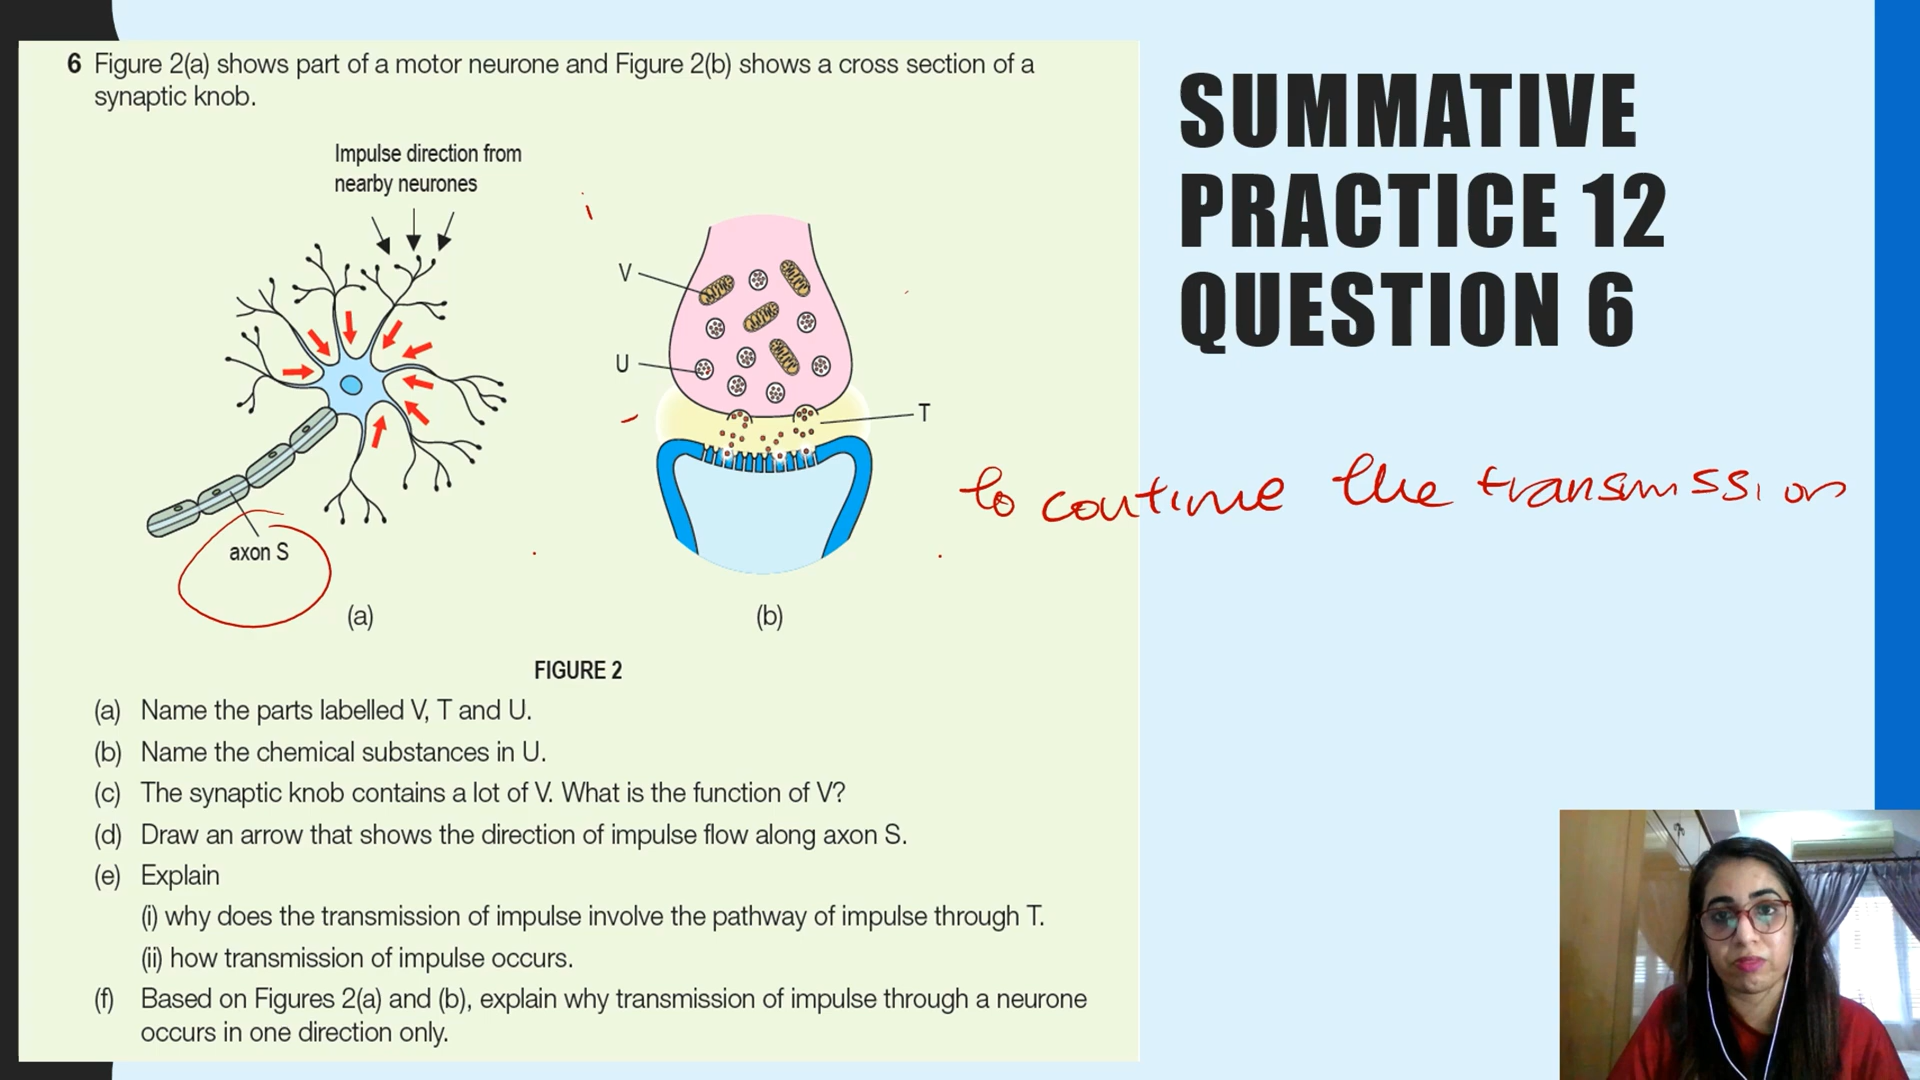 6 Figure 2(a) shows part of a motor neurone and Figure 2(b) shows a cross section of a
synaptic knob.
Impulse direction from
nearby neurones
axon S
(a)
V
U
T
(b)
FIGURE 2
(a) Name the parts labelled V, T and U.
(b) Name the chemical substances in U.
(c) The synaptic knob contains a lot of V. What is the function of V?
(d) Draw an arrow that shows the direction of impulse flow along axon S.
(e) Explain
(i) why does the transmission of impulse involve the pathway of impulse through T.
(ii) how transmission of impulse occurs.
(f) Based on Figures 2(a) and (b), explain why transmission of impulse through a neurone
occurs in one direction only.
SUMMATIVE
PRACTICE 12
QUESTION 6
to continue the transmission